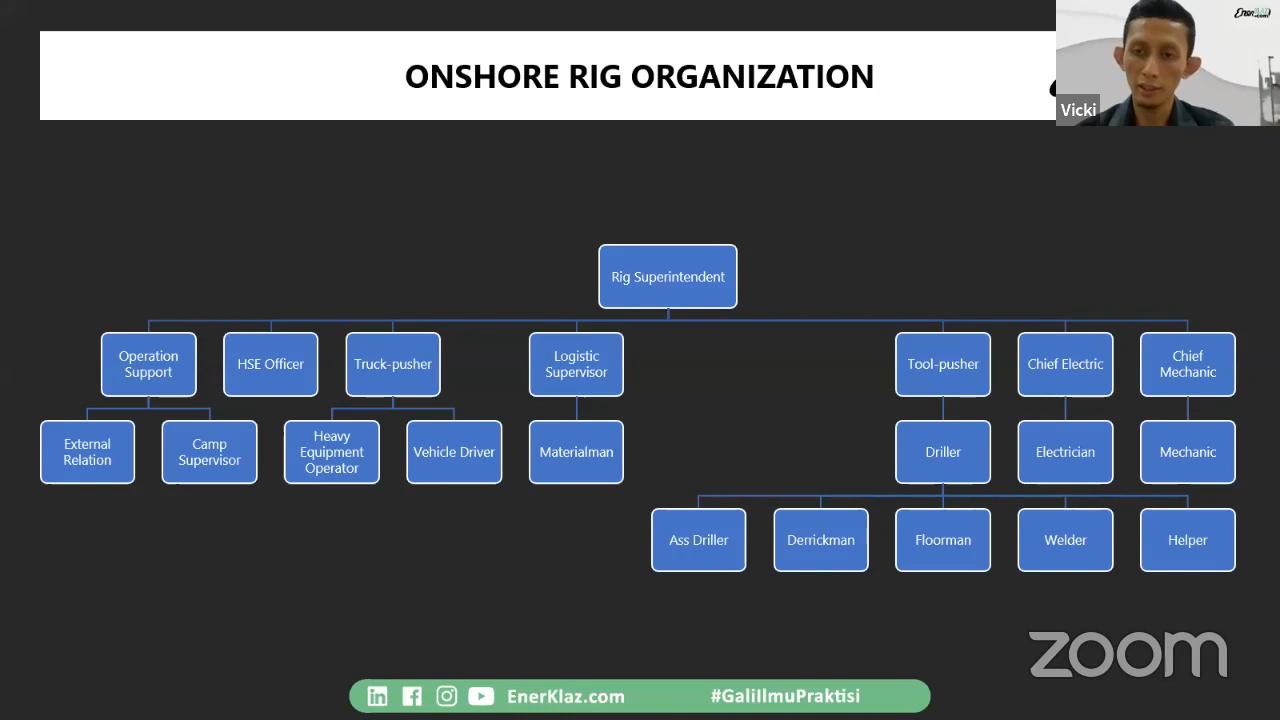 ONSHORE RIG ORGANIZATION
EnerKLAZ
.com
Vicki
Rig Superintendent
Operation
Support
HSE Officer
Truck-pusher
Logistic
Supervisor
Tool-pusher
Chief Electric
Chief
Mechanic
External
Relation
Camp
Supervisor
Heavy
Equipment
Operator
Vehicle Driver
Materialman
Driller
Electrician
Mechanic
Ass Driller
Derrickman
Floorman
Welder
Helper
zoom
EnerKlaz.com
#GaliIlmuPraktisi